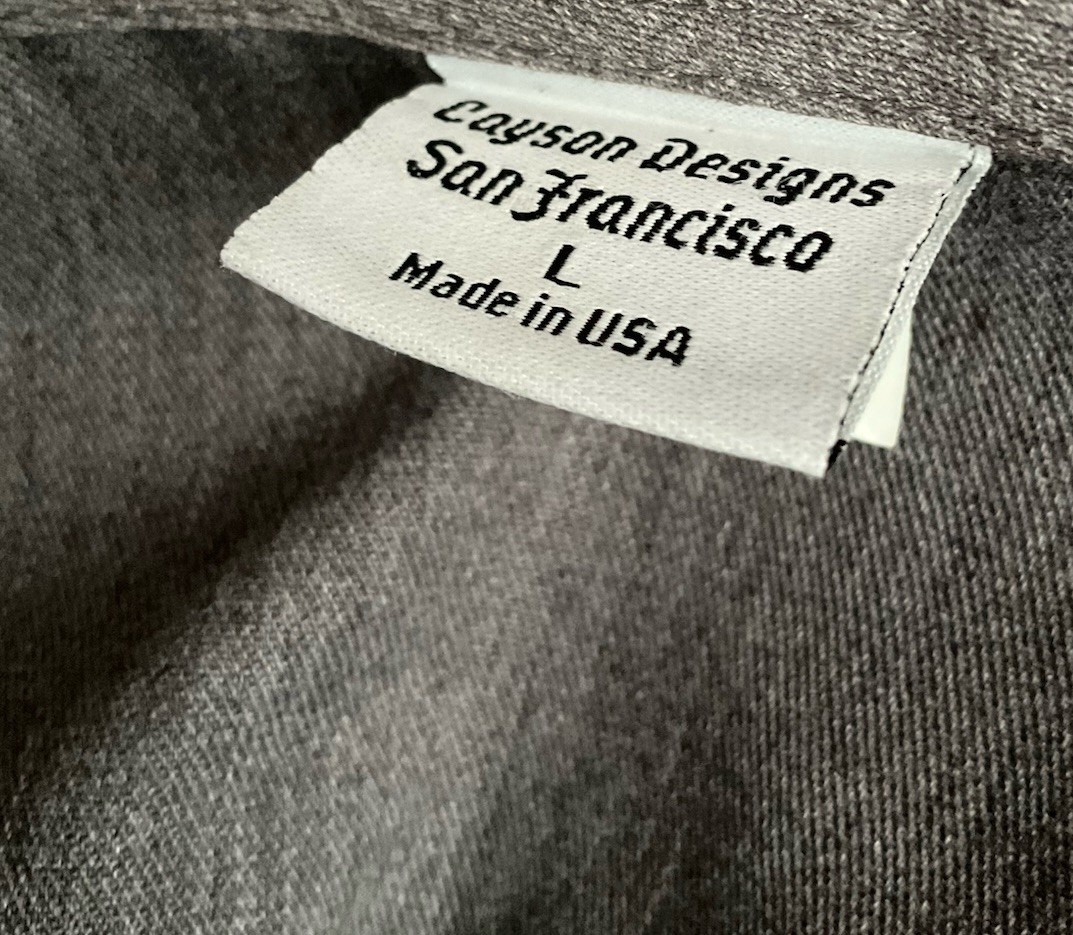 Cayson Designs
San Francisco
L
Made in USA